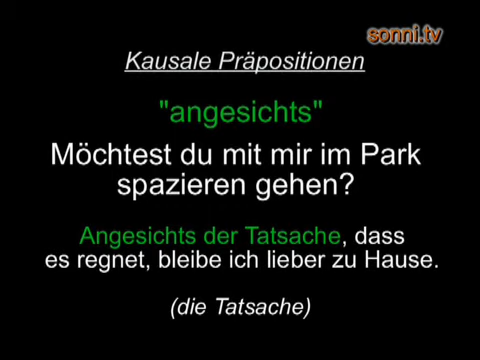 sonni.tv
Kausale Präpositionen
"angesichts"
Möchtest du mit mir im Park
spazieren gehen?
Angesichts der Tatsache, dass
es regnet, bleibe ich lieber zu Hause.
(die Tatsache)